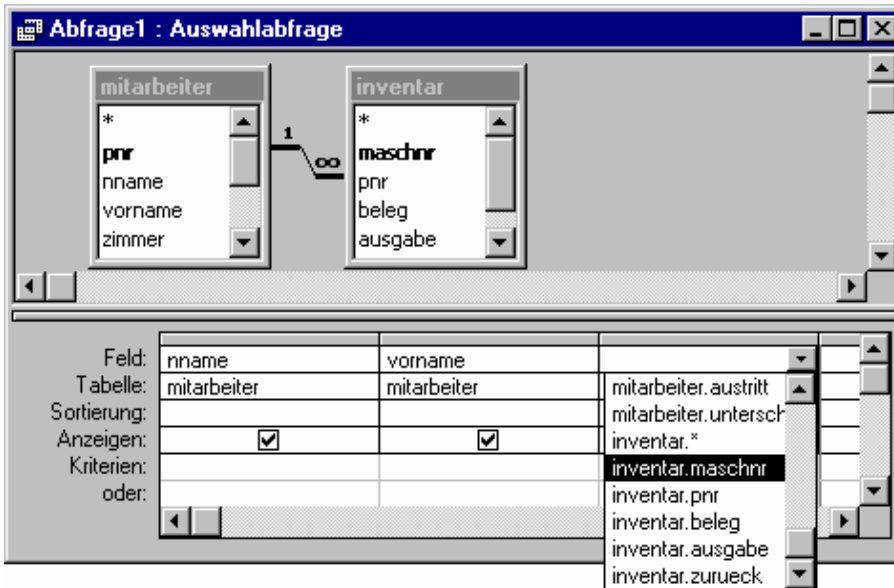 Abfrage1 : Auswahlabfrage
mitarbeiter
*
pnr
nname
vorname
zimmer
1
∞
inventar
*
maschnr
pnr
beleg
ausgabe
Feld: nname vorname
Tabelle: mitarbeiter mitarbeiter
Sortierung:
Anzeigen:
Kriterien:
oder:
mitarbeiter.austritt
mitarbeiter.untersch
inventar.*
inventar.maschnr
inventar.pnr
inventar.beleg
inventar.ausgabe
inventar.zurueck